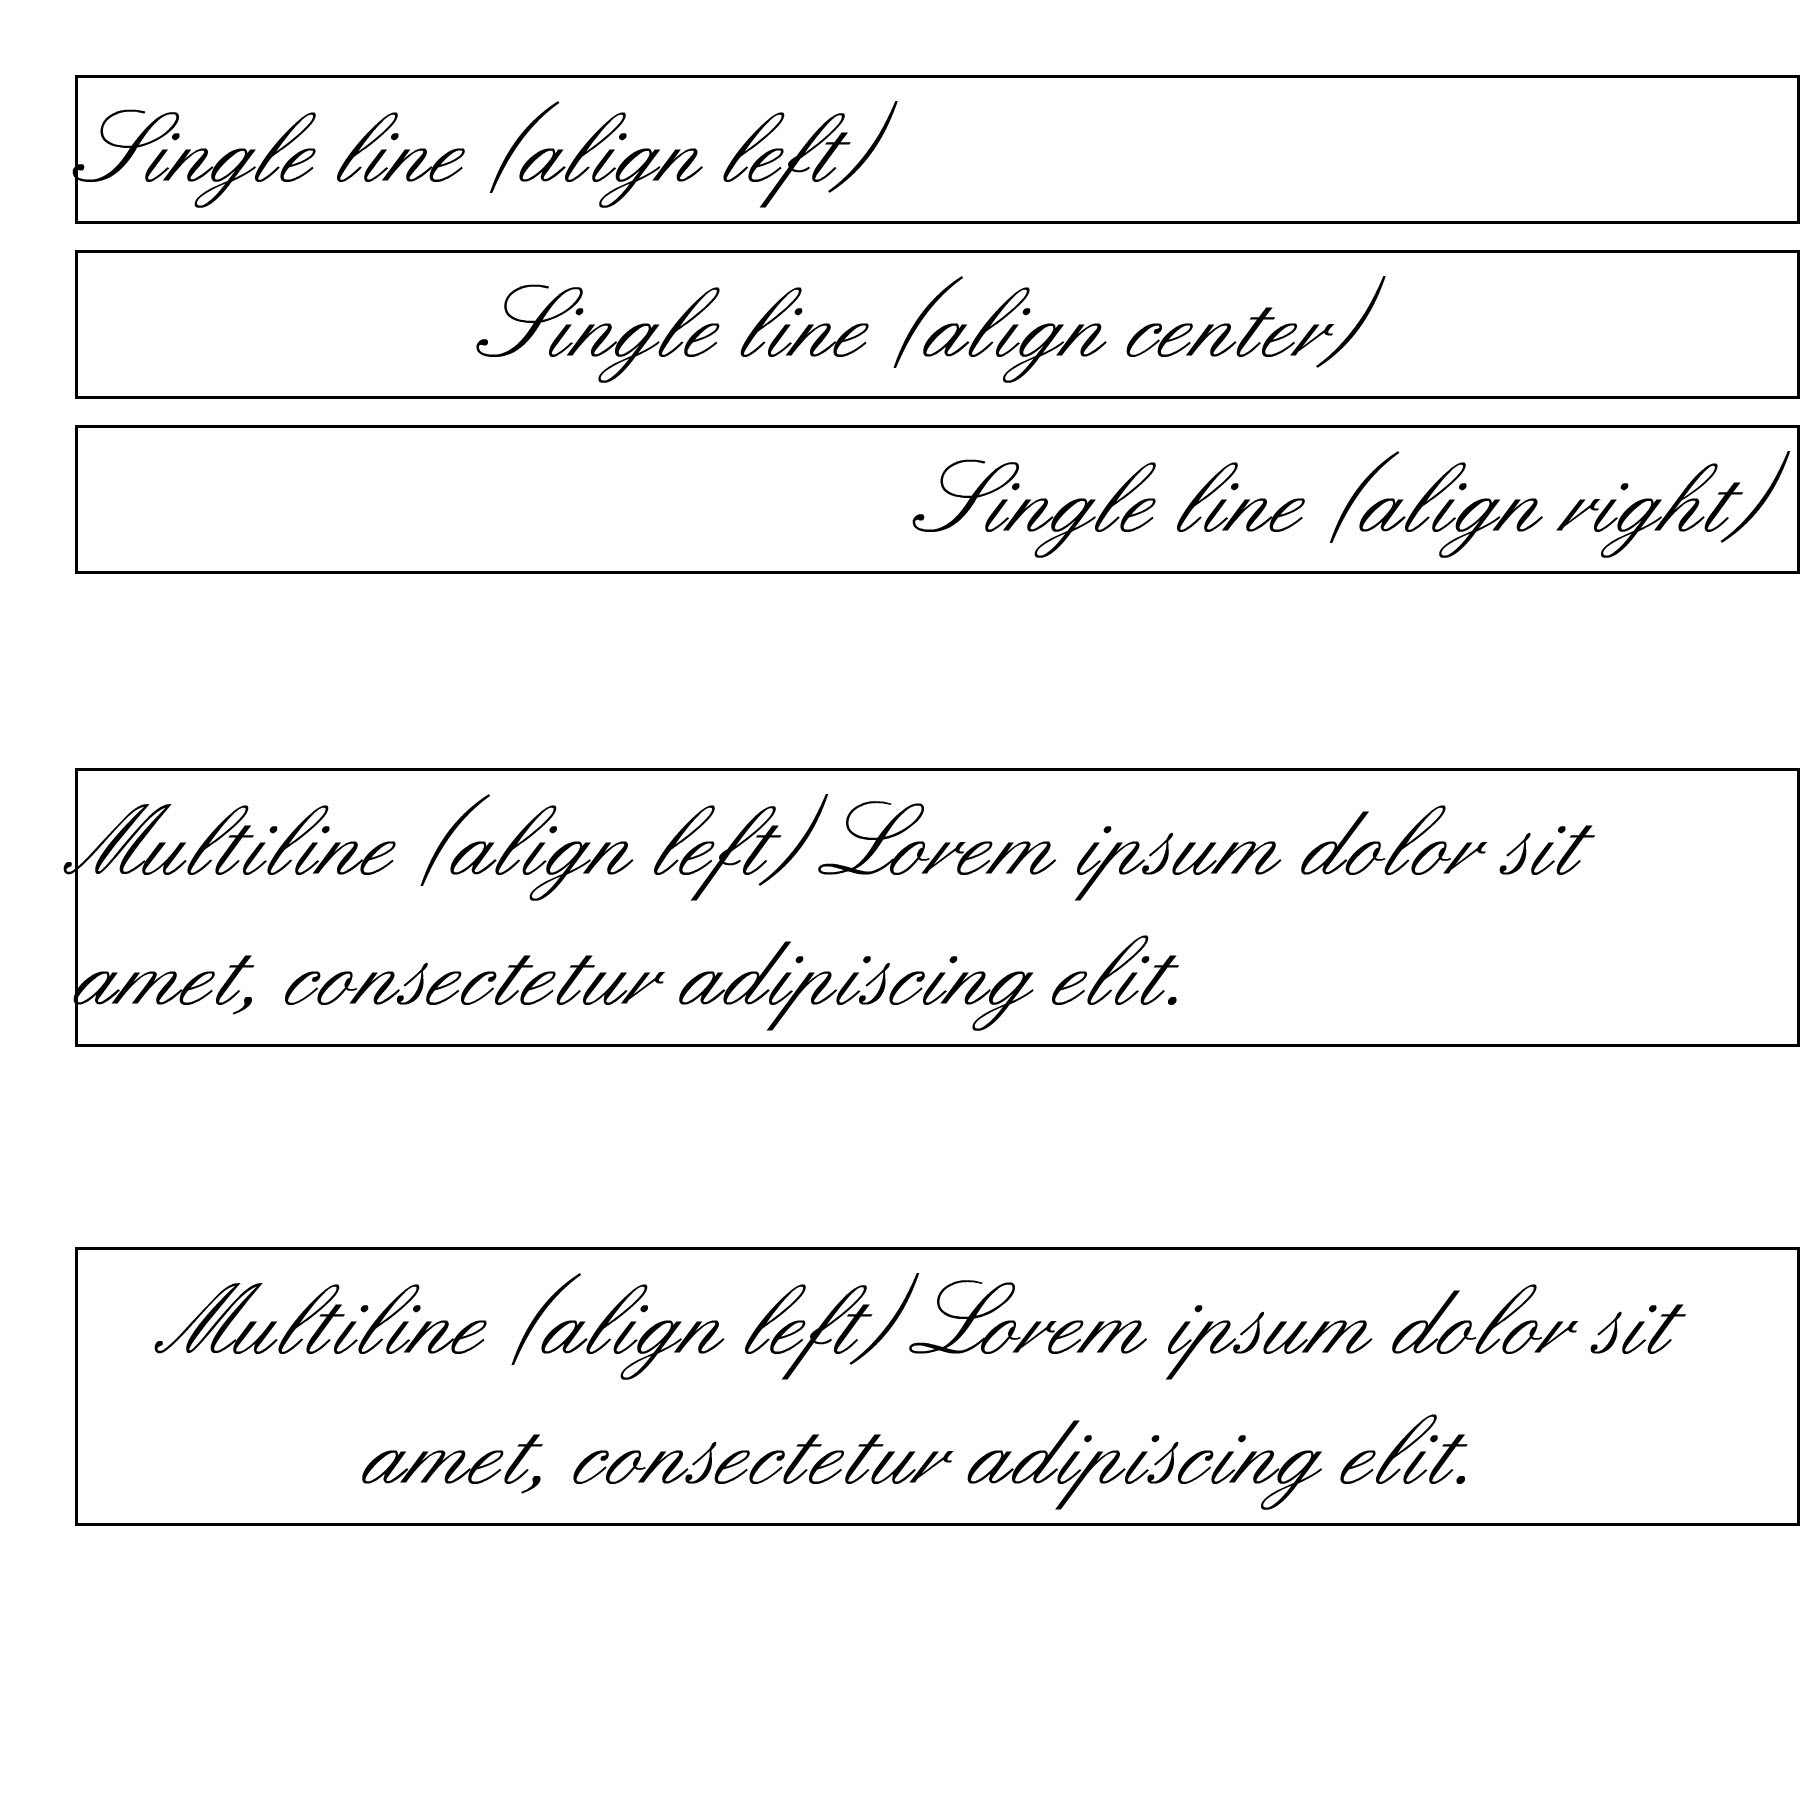 Single line (align left)
Single line (align center)
Single line (align right)
Multiline (align left) Lorem ipsum dolor sit
amet, consectetur adipiscing elit.
Multiline (align left) Lorem ipsum dolor sit
amet, consectetur adipiscing elit.